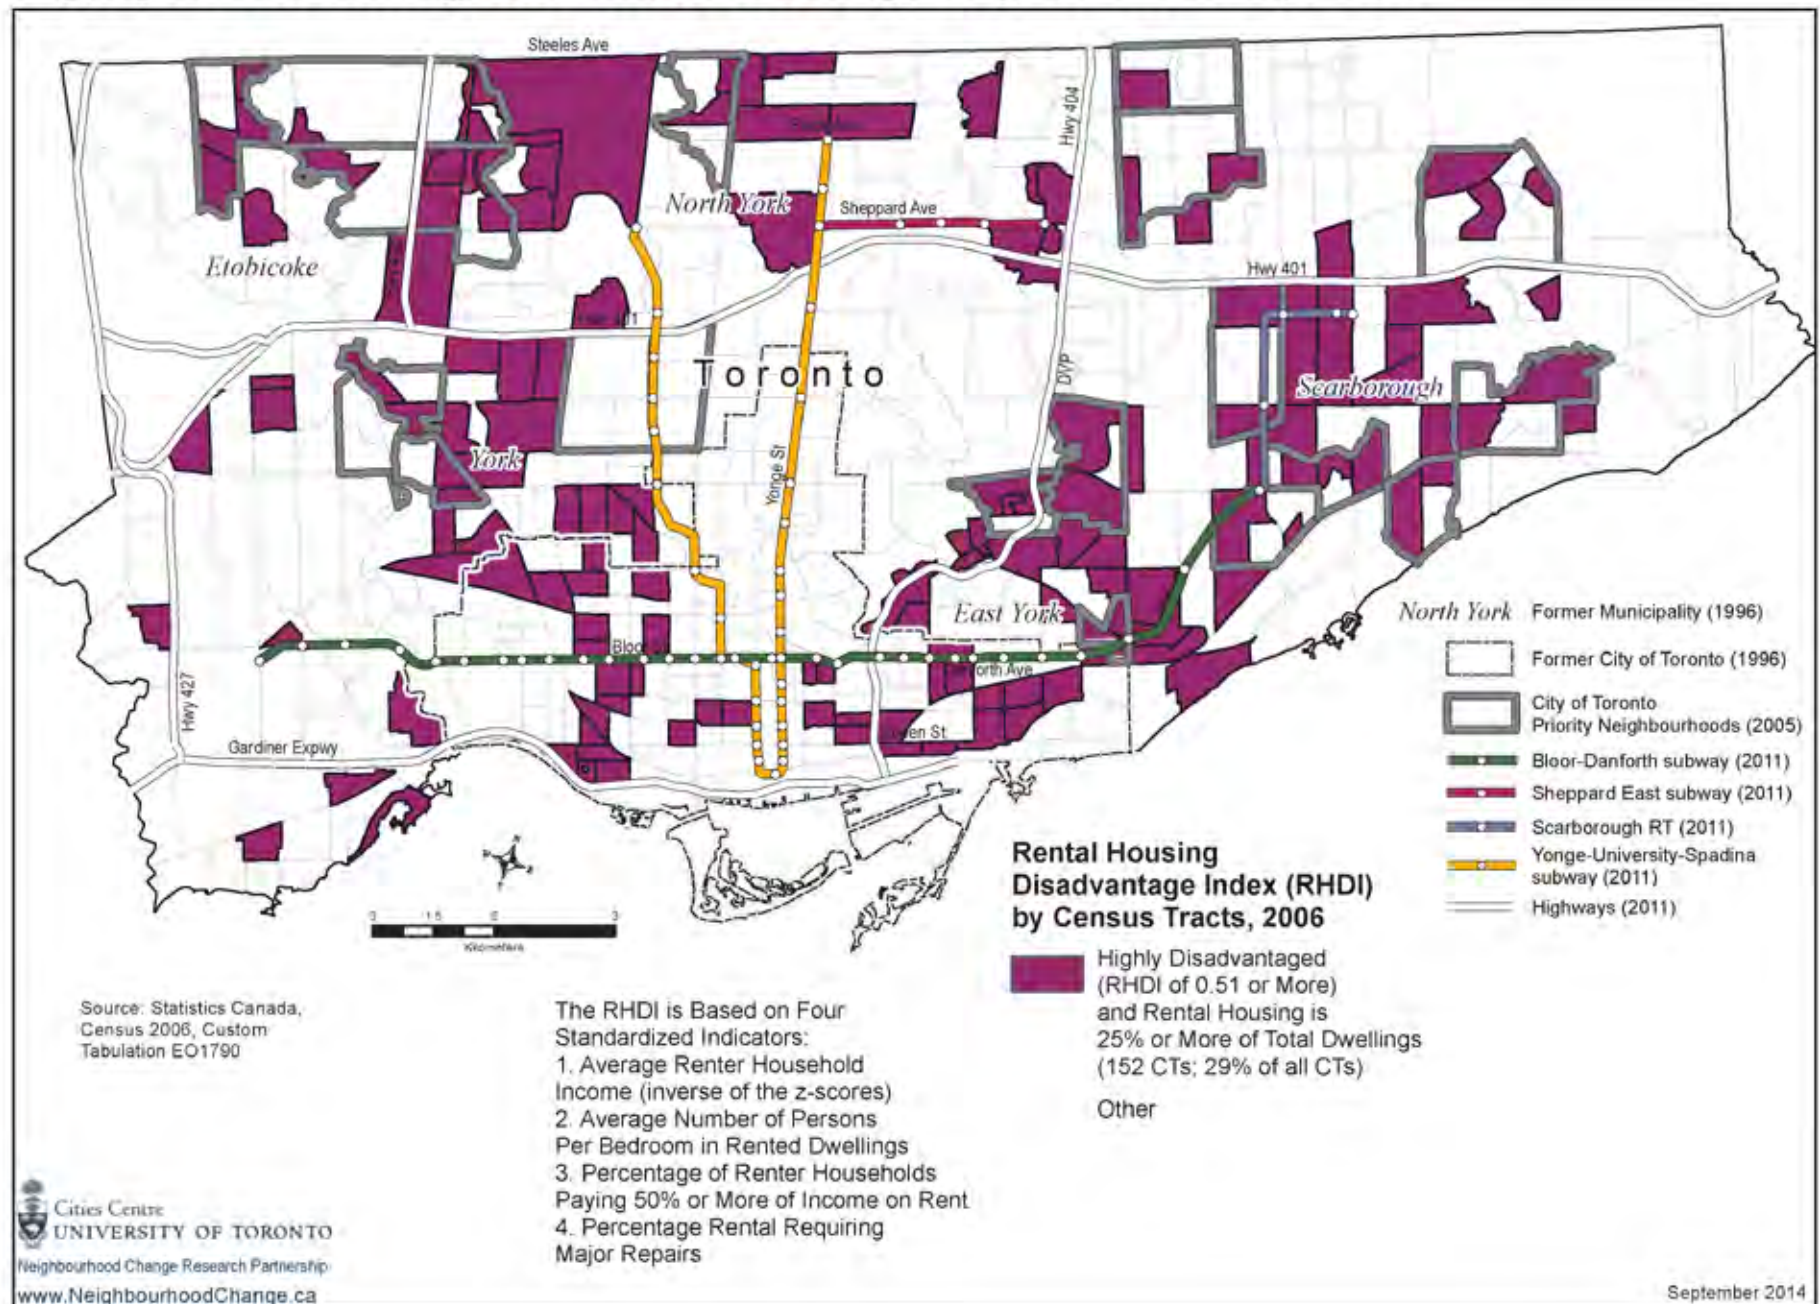 Steeles Ave
Hwy 404
North York
Sheppard Ave
Etobicoke
Hwy 401
Toronto
DVP
Scarborough
York
Yonge St
East York
Bloor
Hwy 427
Gardiner Expwy
North York Former Municipality (1996)
Former City of Toronto (1996)
City of Toronto
Priority Neighbourhoods (2005)
Bloor-Danforth subway (2011)
Sheppard East subway (2011)
Scarborough RT (2011)
Yonge-University-Spadina
subway (2011)
Highways (2011)
Kilometers
Rental Housing
Disadvantage Index (RHDI)
by Census Tracts, 2006
Highly Disadvantaged
(RHDI of 0.51 or More)
and Rental Housing is
25% or More of Total Dwellings
(152 CTs; 29% of all CTs)
Other
Source: Statistics Canada,
Census 2006, Custom
Tabulation EO1790
The RHDI is Based on Four
Standardized Indicators:
1. Average Renter Household
Income (inverse of the z-scores)
2. Average Number of Persons
Per Bedroom in Rented Dwellings
3. Percentage of Renter Households
Paying 50% or More of Income on Rent
4. Percentage Rental Requiring
Major Repairs
Cities Centre
UNIVERSITY OF TORONTO
Neighbourhood Change Research Partnership
www.NeighbourhoodChange.ca
September 2014